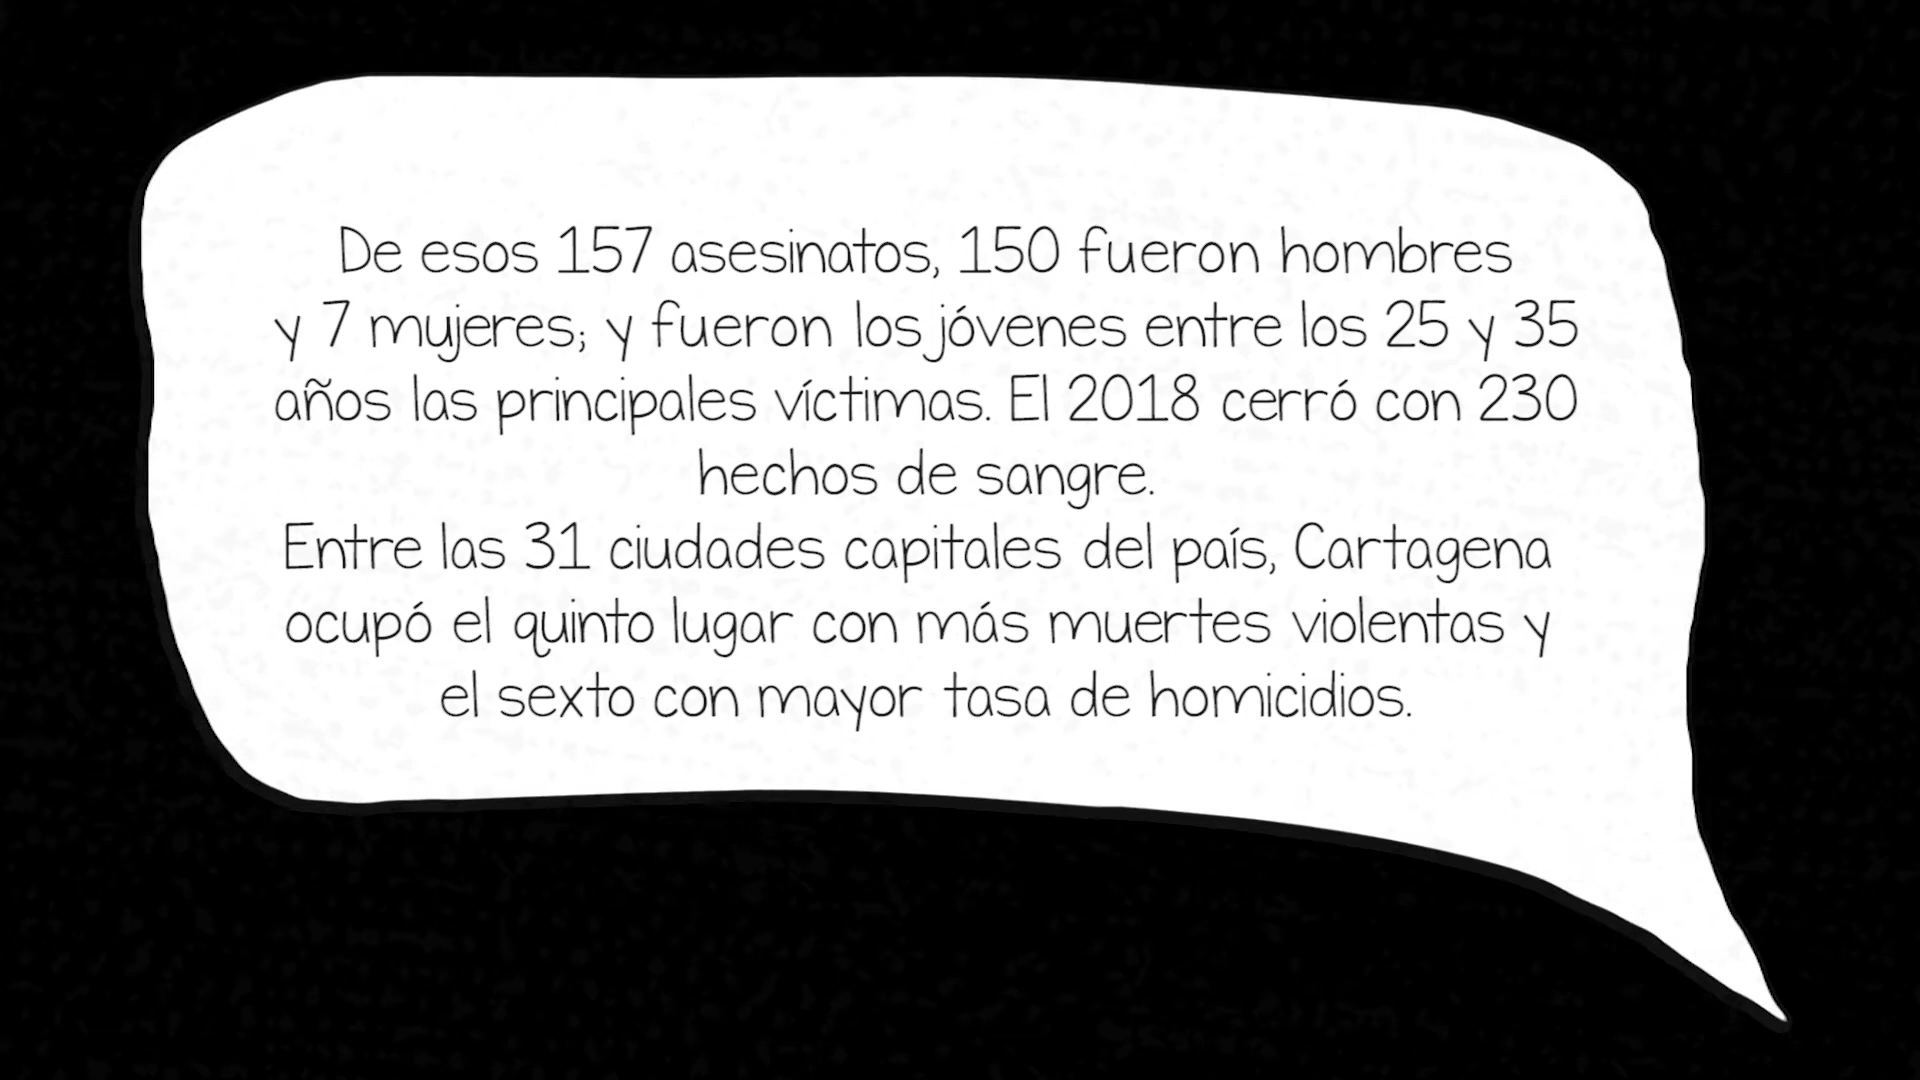 De esos 157 asesinatos, 150 fueron hombres
y 7 mujeres; y fueron los jóvenes entre los 25 y 35
años las principales víctimas. El 2018 cerró con 230
hechos de sangre.
Entre las 31 ciudades capitales del país, Cartagena
ocupó el quinto lugar con más muertes violentas y
el sexto con mayor tasa de homicidios.